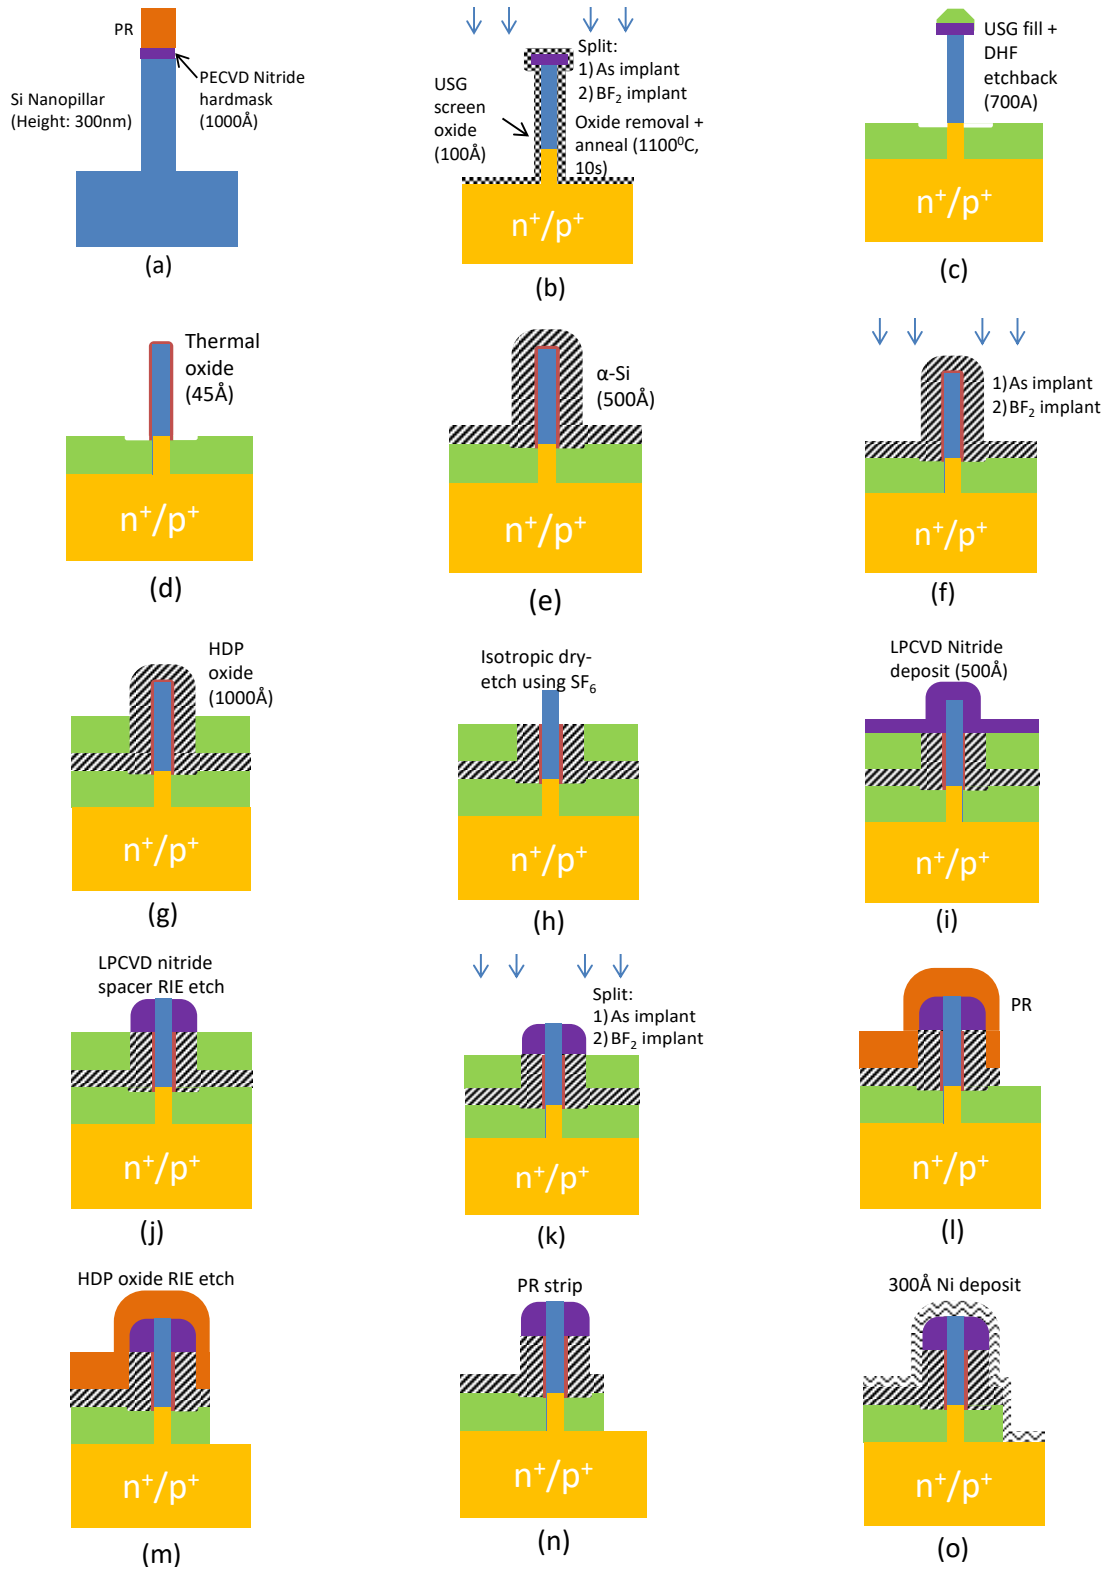 PR
PECVD Nitride
hardmask
(1000Å)
Si Nanopillar
(Height: 300nm)
(a)
Split:
1) As implant
2) BF₂ implant
USG
screen
oxide
(100Å)
Oxide removal +
anneal (1100⁰C,
10s)
n⁺/p⁺
(b)
USG fill +
DHF
etchback
(700A)
n⁺/p⁺
(c)
Thermal
oxide
(45Å)
n⁺/p⁺
(d)
α-Si
(500Å)
n⁺/p⁺
(e)
1) As implant
2) BF₂ implant
n⁺/p⁺
(f)
HDP
oxide
(1000Å)
n⁺/p⁺
(g)
Isotropic dry-
etch using SF₆
n⁺/p⁺
(h)
LPCVD Nitride
deposit (500Å)
n⁺/p⁺
(i)
LPCVD nitride
spacer RIE etch
n⁺/p⁺
(j)
Split:
1) As implant
2) BF₂ implant
n⁺/p⁺
(k)
PR
n⁺/p⁺
(l)
HDP oxide RIE etch
n⁺/p⁺
(m)
PR strip
n⁺/p⁺
(n)
300Å Ni deposit
n⁺/p⁺
(o)